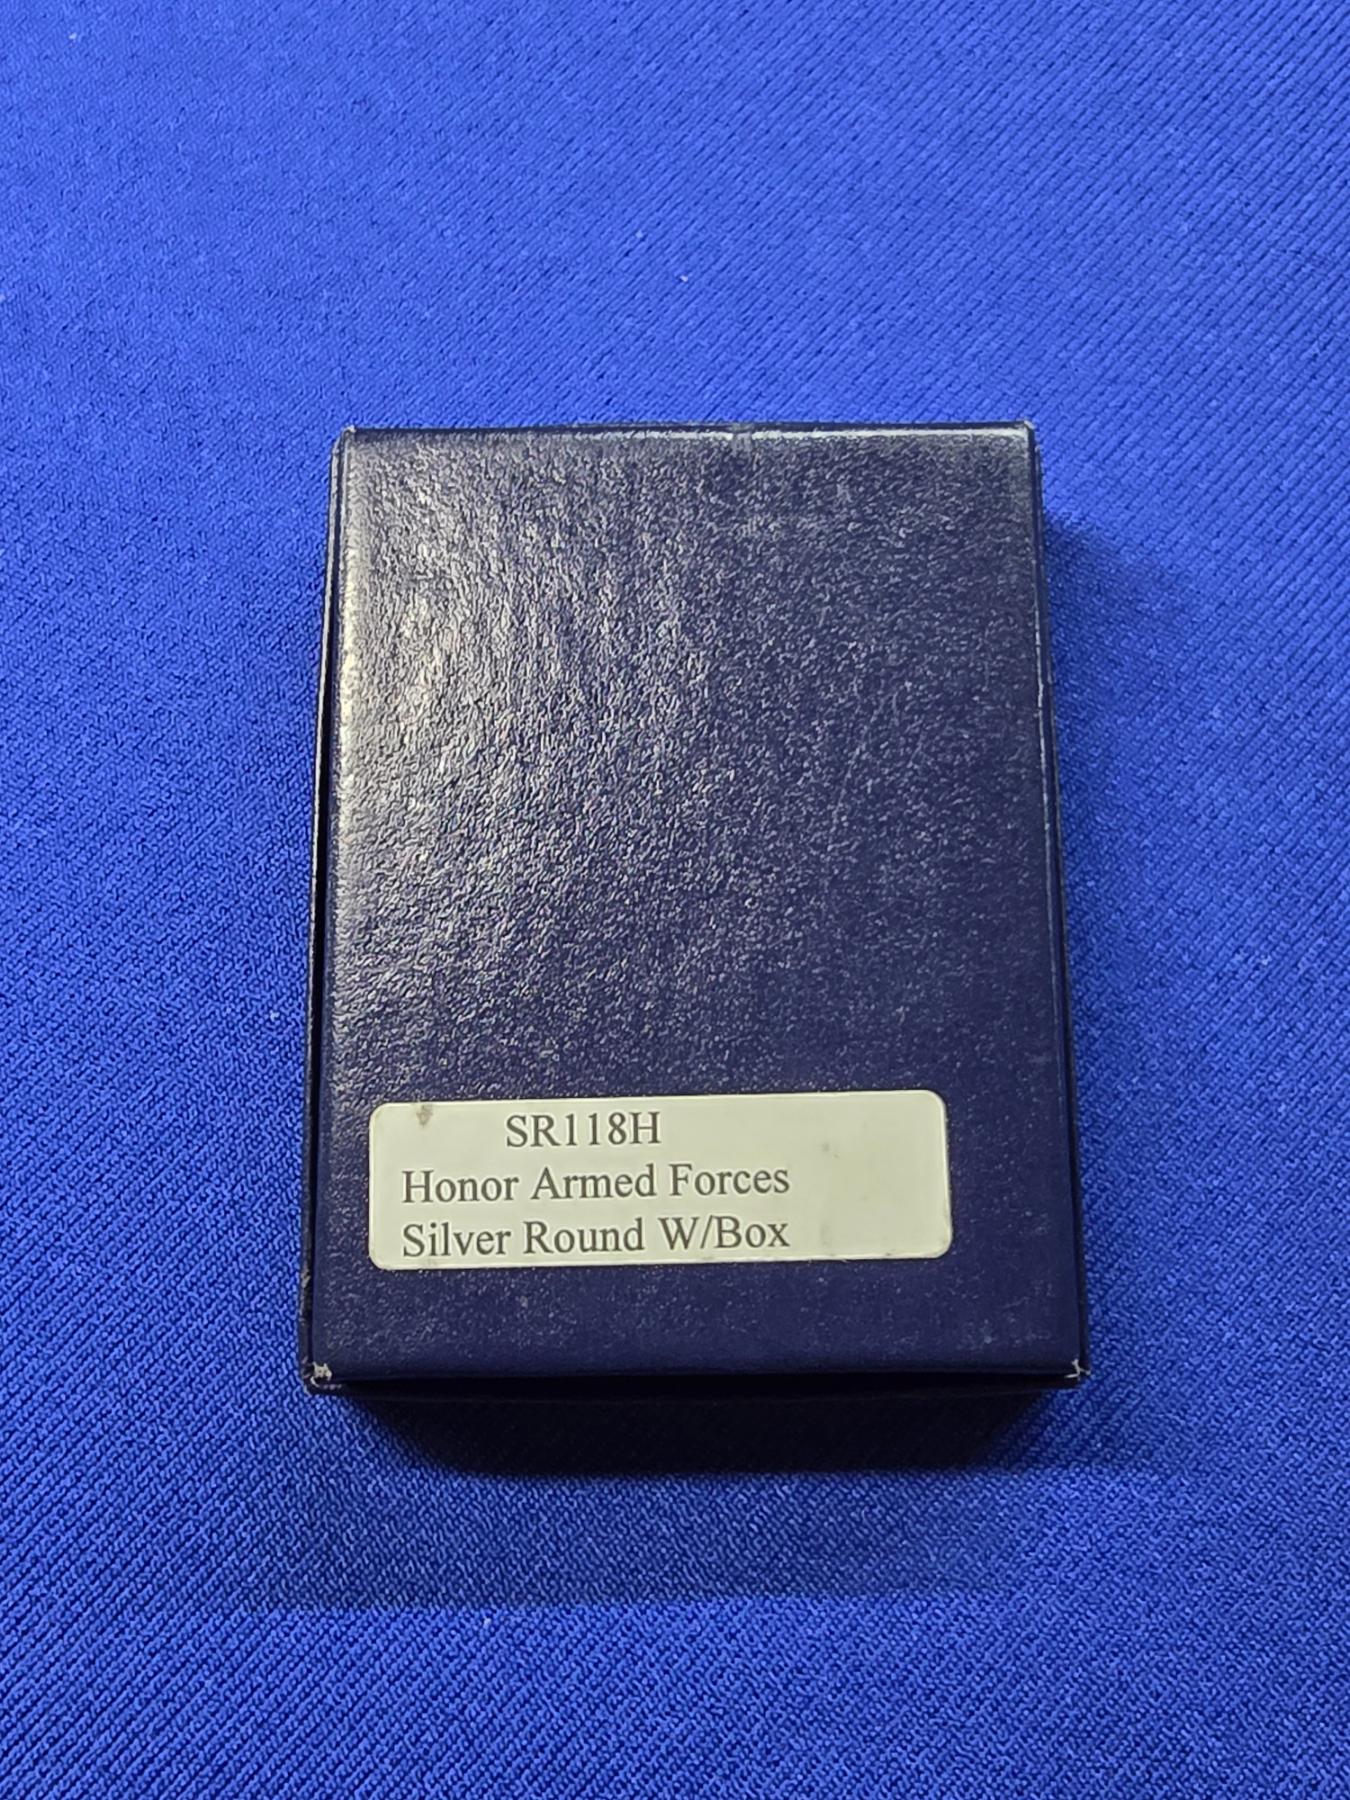 SR118H
Honor Armed Forces
Silver Round W/Box